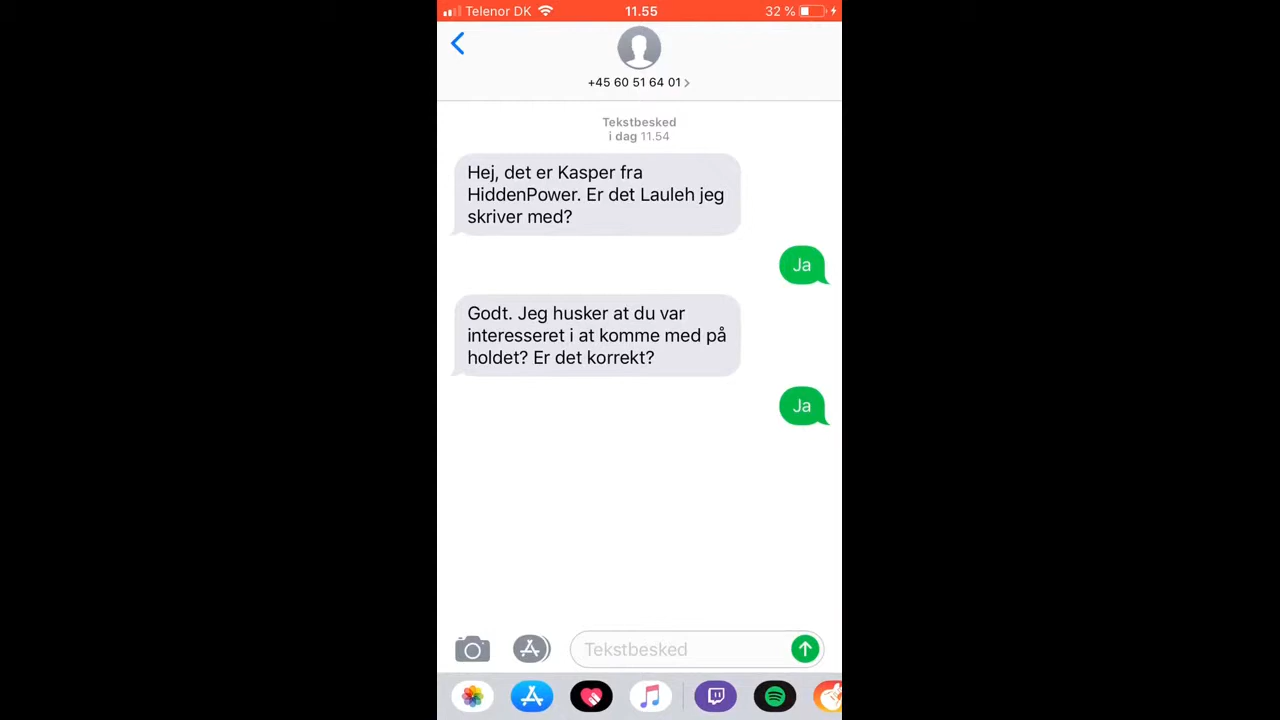 Telenor DK 11.55 32 %
+45 60 51 64 01
Tekstbesked
i dag 11.54
Hej, det er Kasper fra
HiddenPower. Er det Lauleh jeg
skriver med?
Ja
Godt. Jeg husker at du var
interesseret i at komme med på
holdet? Er det korrekt?
Ja
Tekstbesked